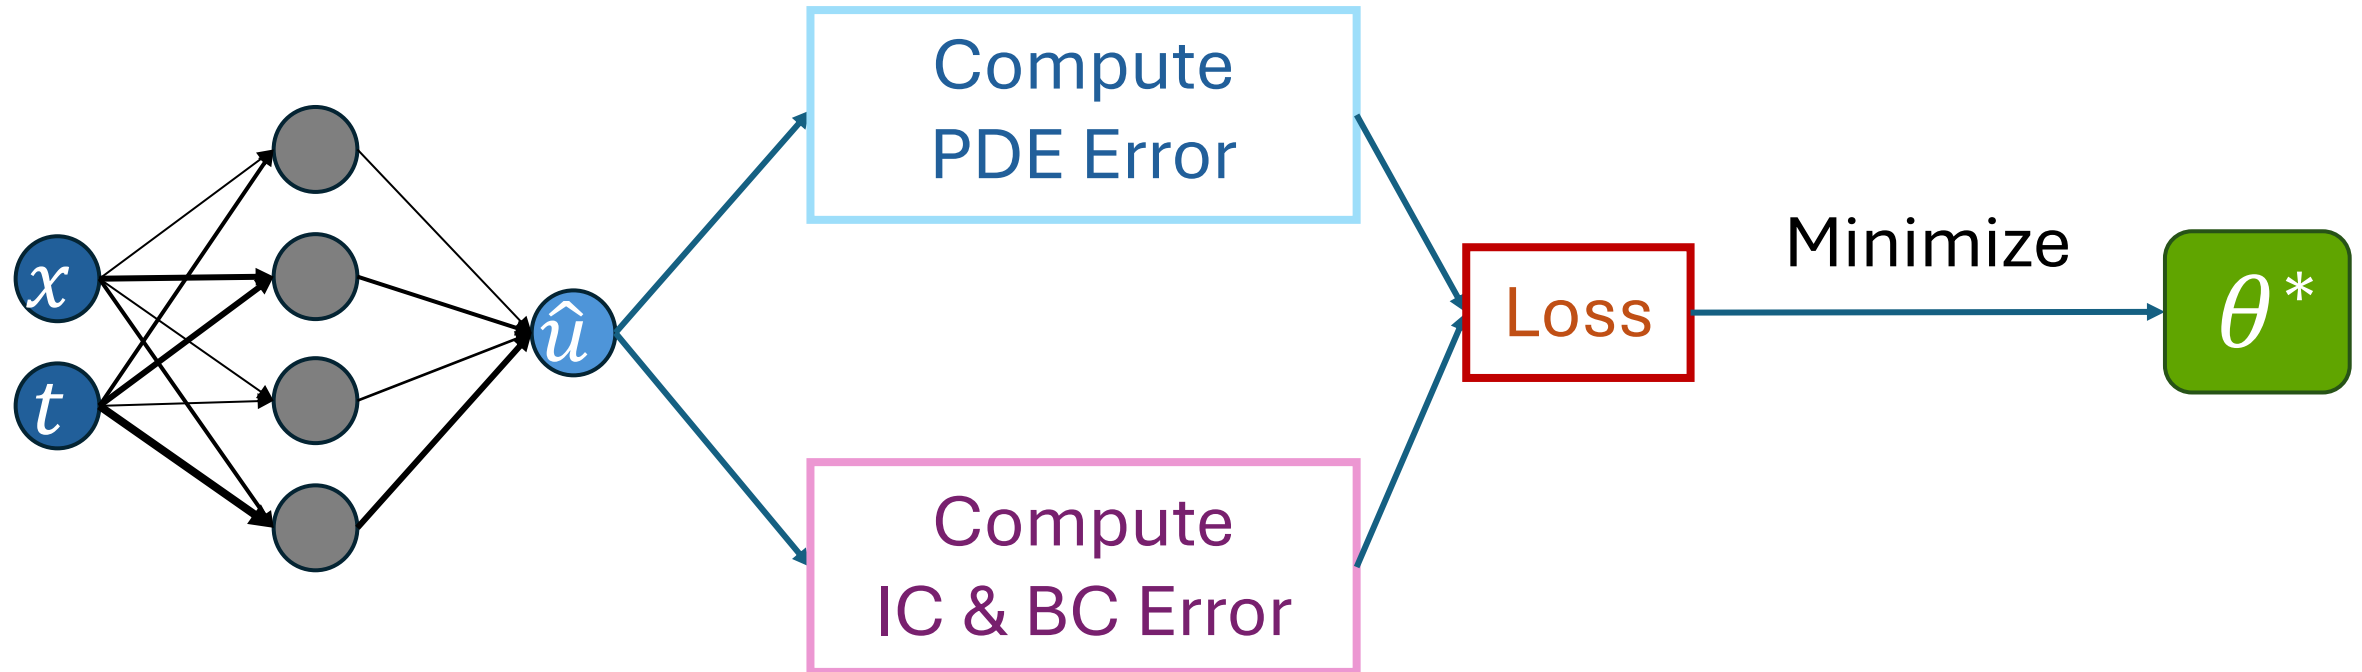 x
t
û
Compute
PDE Error
Compute
IC & BC Error
Loss
Minimize
θ*